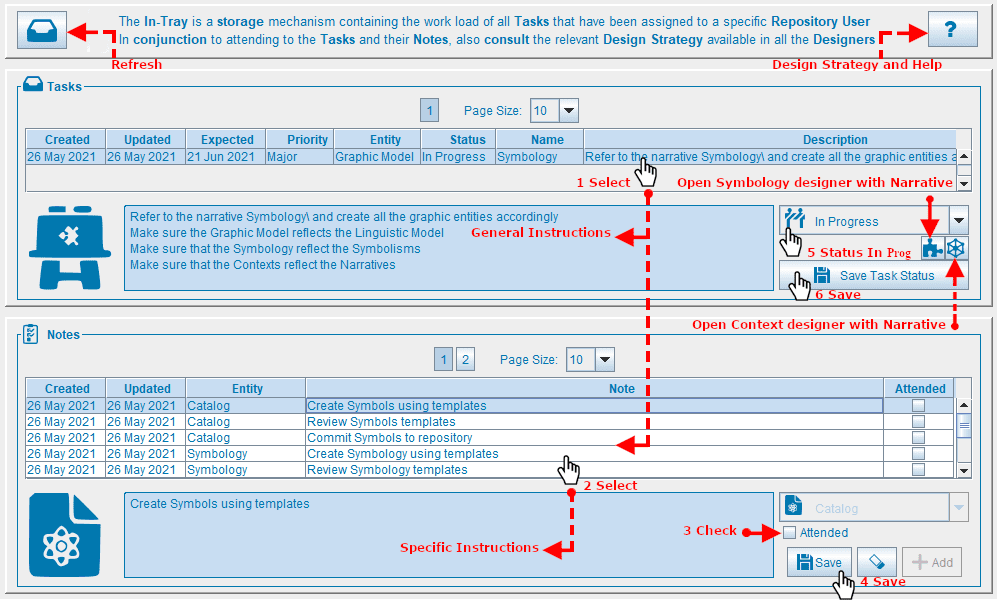 The In-Tray is a storage mechanism containing the work load of all Tasks that have been assigned to a specific Repository User
In conjunction to attending to the Tasks and their Notes, also consult the relevant Design Strategy available in all the Designers
?
Refresh
Design Strategy and Help
Tasks
1 Page Size: 10
Created Updated Expected Priority Entity Status Name Description
26 May 2021 26 May 2021 21 Jun 2021 Major Graphic Model In Progress Symbology Refer to the narrative Symbology\ and create all the graphic entities a
1 Select
Open Symbology designer with Narrative
Refer to the narrative Symbology\ and create all the graphic entities accordingly
Make sure the Graphic Model reflects the Linguistic Model
Make sure that the Symbology reflect the Symbolisms
Make sure that the Contexts reflect the Narratives
General Instructions
In Progress
5 Status In Prog
Save Task Status
6 Save
Open Context designer with Narrative
Notes
1 2 Page Size: 10
Created Updated Entity Note Attended
26 May 2021 26 May 2021 Catalog Create Symbols using templates
26 May 2021 26 May 2021 Catalog Review Symbols templates
26 May 2021 26 May 2021 Catalog Commit Symbols to repository
26 May 2021 26 May 2021 Symbology Create Symbology using templates
26 May 2021 26 May 2021 Symbology Review Symbology templates
2 Select
Create Symbols using templates
Specific Instructions
Catalog
3 Check
Attended
Save
Add
4 Save